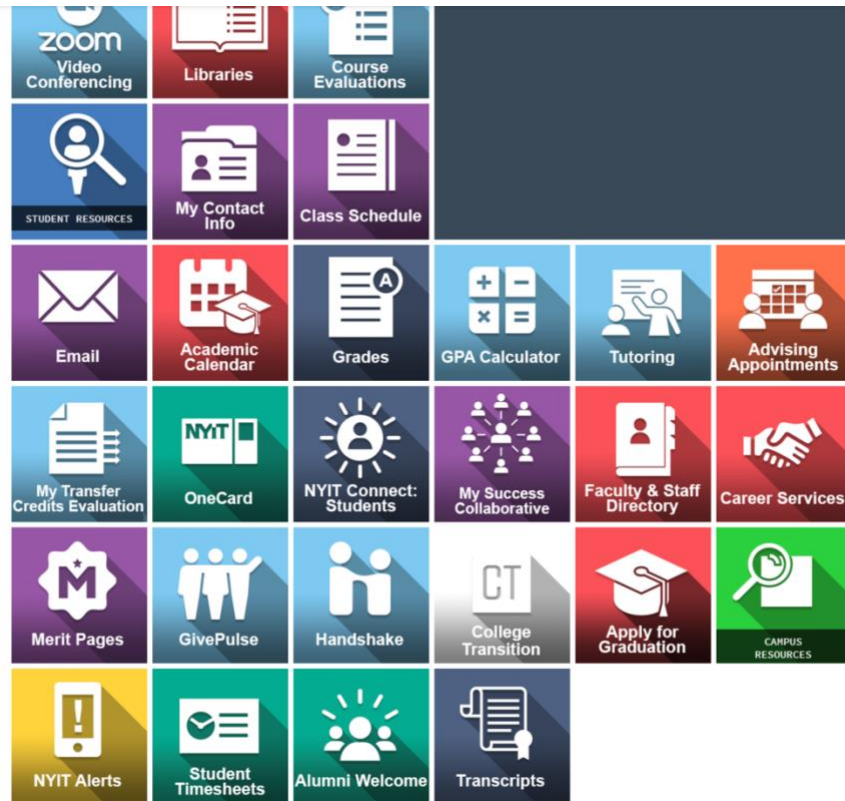 zoom
Video
Conferencing
Libraries
Course
Evaluations
STUDENT RESOURCES
My Contact
Info
Class Schedule
Email
Academic
Calendar
A
Grades
+ −
× =
GPA Calculator
Tutoring
Advising
Appointments
My Transfer
Credits Evaluation
NYiT
OneCard
NYIT Connect:
Students
My Success
Collaborative
Faculty & Staff
Directory
Career Services
M
Merit Pages
GivePulse
Handshake
CT
College
Transition
Apply for
Graduation
CAMPUS
RESOURCES
!
NYIT Alerts
Student
Timesheets
Alumni Welcome
Transcripts